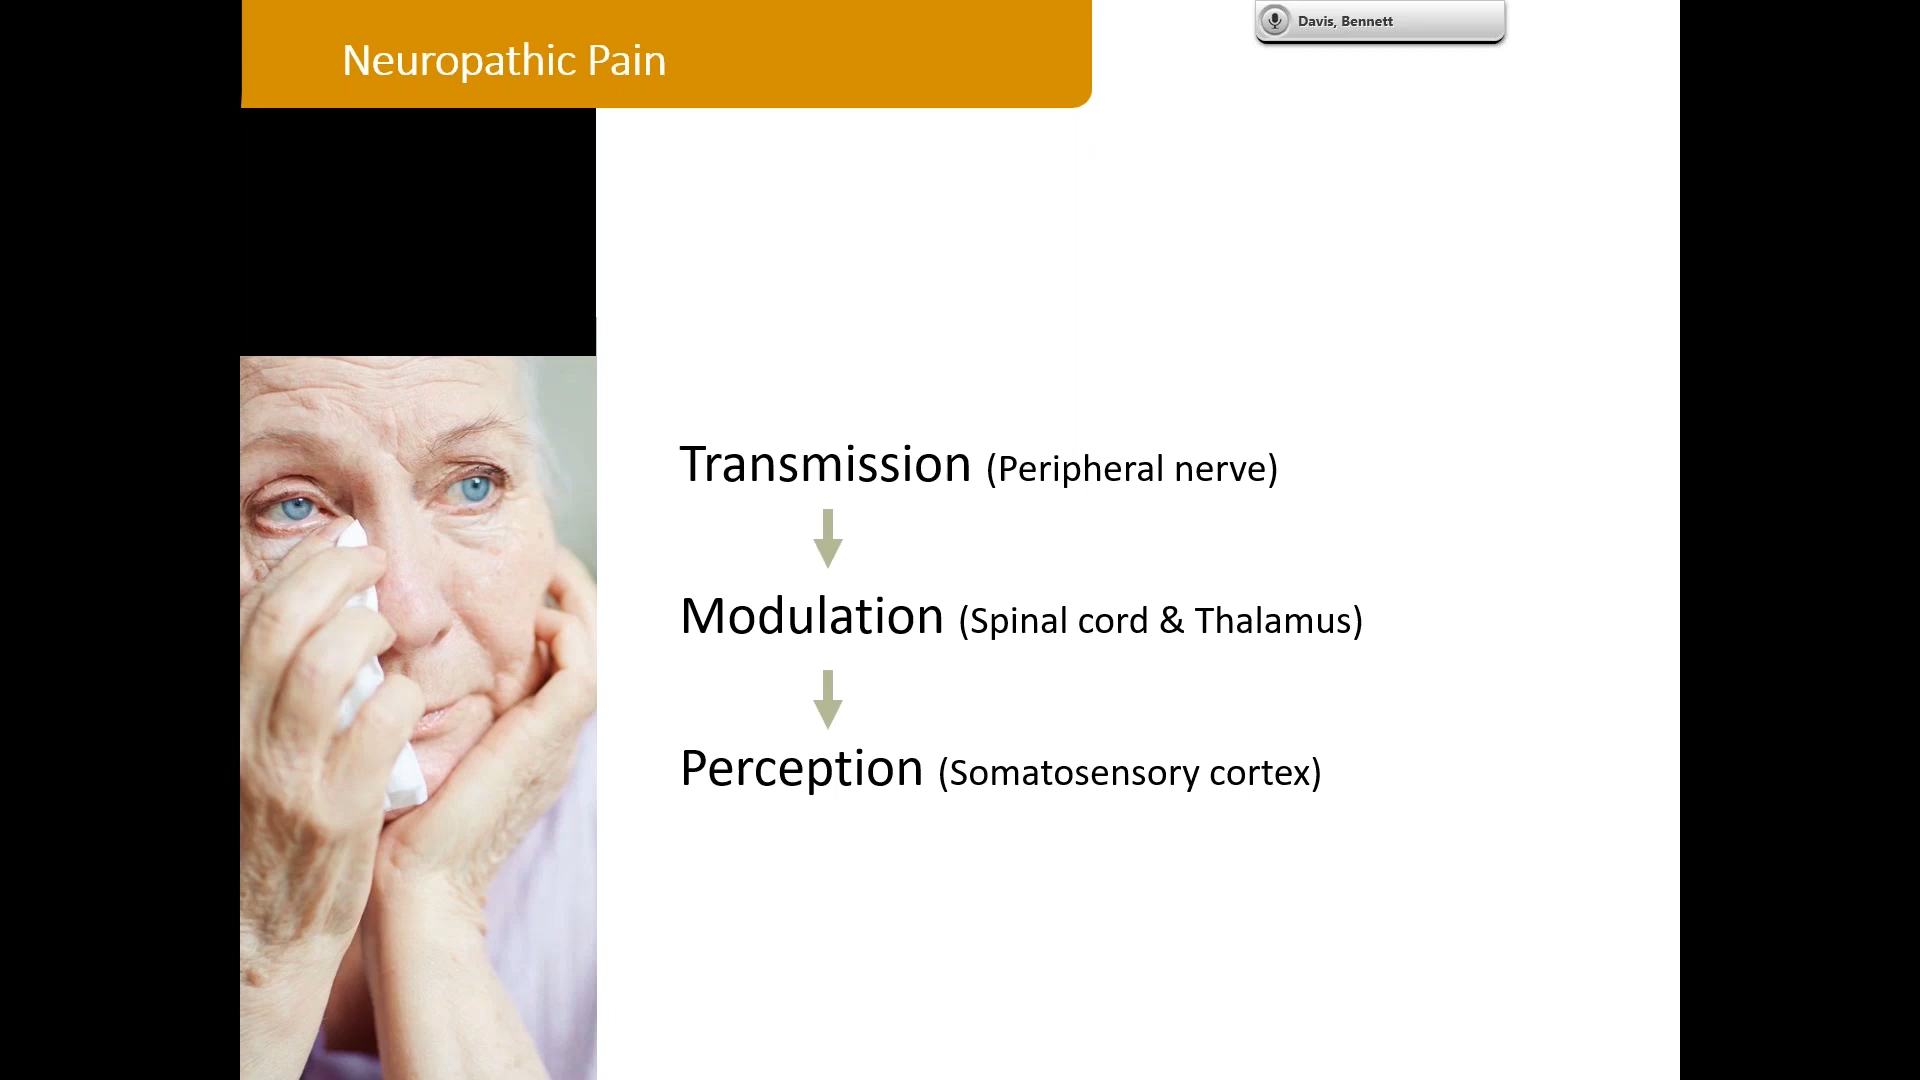 Neuropathic Pain
Davis, Bennett
Transmission (Peripheral nerve)
Modulation (Spinal cord & Thalamus)
Perception (Somatosensory cortex)